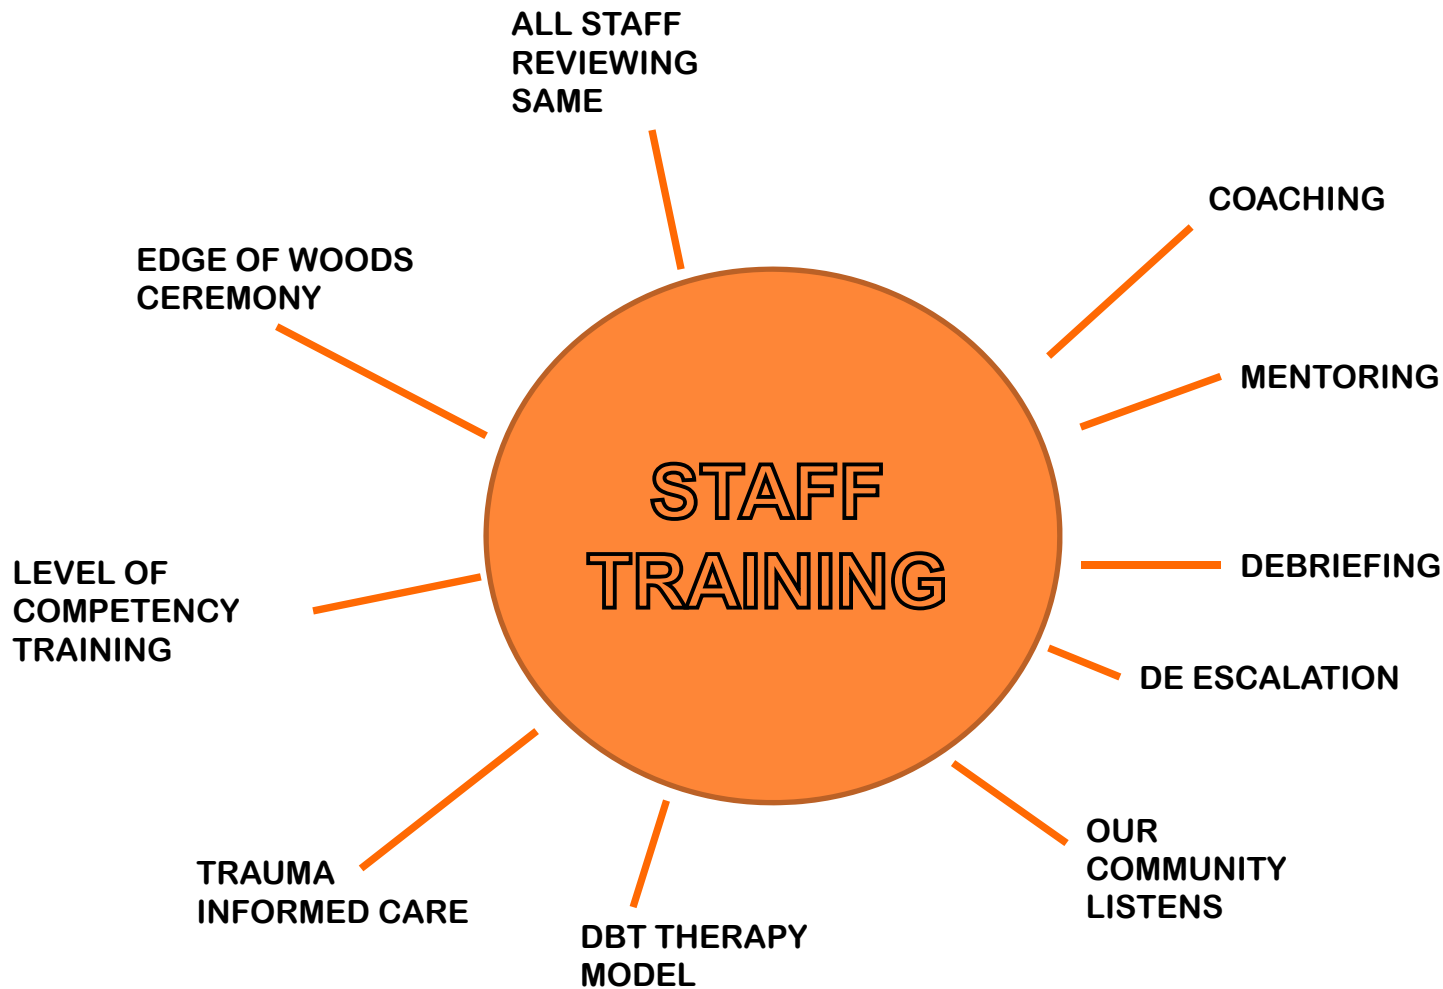 ALL STAFF
REVIEWING
SAME
COACHING
EDGE OF WOODS
CEREMONY
MENTORING
STAFF
TRAINING
DEBRIEFING
LEVEL OF
COMPETENCY
TRAINING
DE ESCALATION
OUR
COMMUNITY
LISTENS
TRAUMA
INFORMED CARE
DBT THERAPY
MODEL